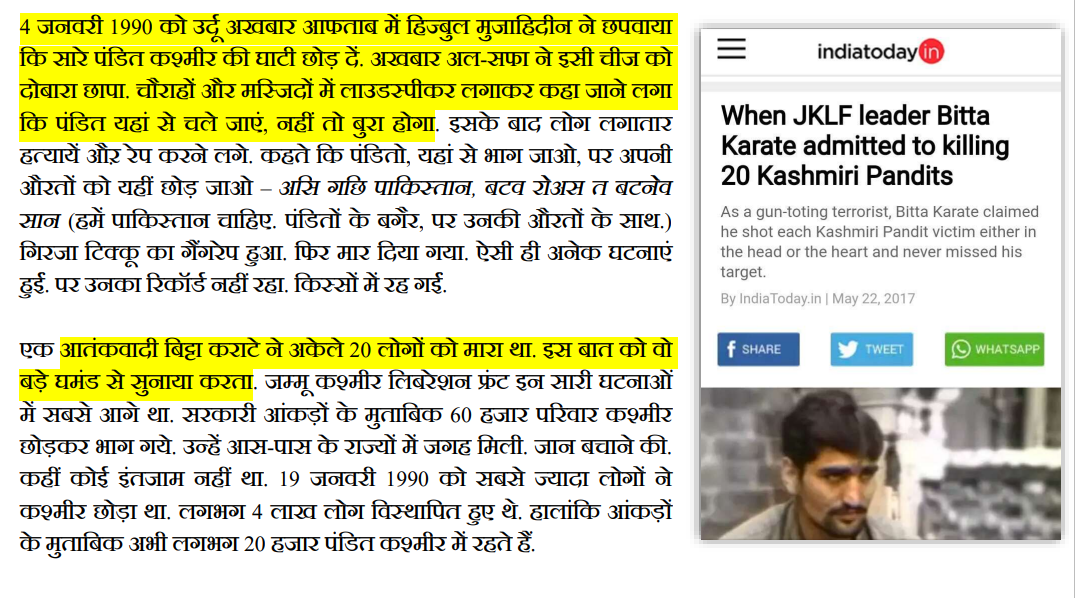 4 जनवरी 1990 को उर्दू अखबार आफताब में हिज्बुल मुजाहिदीन ने छपवाया
कि सारे पंडित कश्मीर की घाटी छोड़ दें. अखबार अल-सफा ने इसी चीज को
दोबारा छापा. चौराहों और मस्जिदों में लाउडस्पीकर लगाकर कहा जाने लगा
कि पंडित यहां से चले जाएं, नहीं तो बुरा होगा. इसके बाद लोग लगातार
हत्यायें औऱ रेप करने लगे. कहते कि पंडितो, यहां से भाग जाओ, पर अपनी
औरतों को यहीं छोड़ जाओ – असि गछि पाकिस्तान, बटव रोअस त बटनेव
सान (हमें पाकिस्तान चाहिए. पंडितों के बगैर, पर उनकी औरतों के साथ.)
गिरजा टिक्कू का गैंगरेप हुआ. फिर मार दिया गया. ऐसी ही अनेक घटनाएं
हुई. पर उनका रिकॉर्ड नहीं रहा. किस्सों में रह गई.
एक आतंकवादी बिट्टा कराटे ने अकेले 20 लोगों को मारा था. इस बात को वो
बड़े घमंड से सुनाया करता. जम्मू कश्मीर लिबरेशन फ्रंट इन सारी घटनाओं
में सबसे आगे था. सरकारी आंकड़ों के मुताबिक 60 हजार परिवार कश्मीर
छोड़कर भाग गये. उन्हें आस-पास के राज्यों में जगह मिली. जान बचाने की.
कहीं कोई इंतजाम नहीं था. 19 जनवरी 1990 को सबसे ज्यादा लोगों ने
कश्मीर छोड़ा था. लगभग 4 लाख लोग विस्थापित हुए थे. हालांकि आंकड़ों
के मुताबिक अभी लगभग 20 हजार पंडित कश्मीर में रहते हैं.
indiatoday in
When JKLF leader Bitta
Karate admitted to killing
20 Kashmiri Pandits
As a gun-toting terrorist, Bitta Karate claimed
he shot each Kashmiri Pandit victim either in
the head or the heart and never missed his
target.
By IndiaToday.in | May 22, 2017
f SHARE
TWEET
WHATSAPP